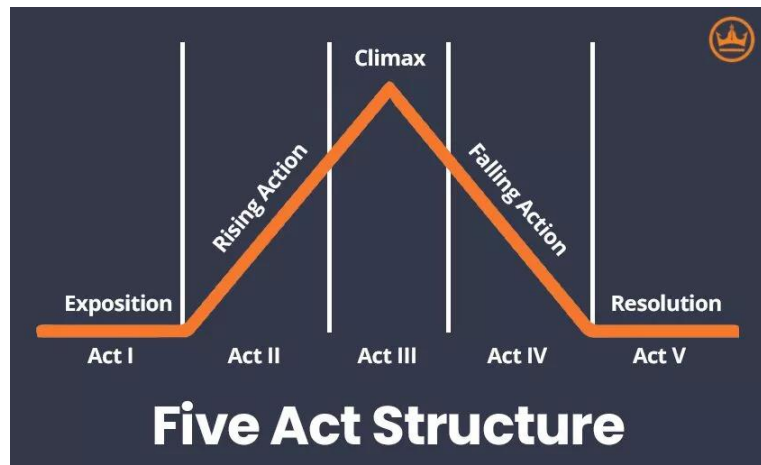 Climax
Rising Action
Falling Action
Exposition
Resolution
Act I
Act II
Act III
Act IV
Act V
Five Act Structure